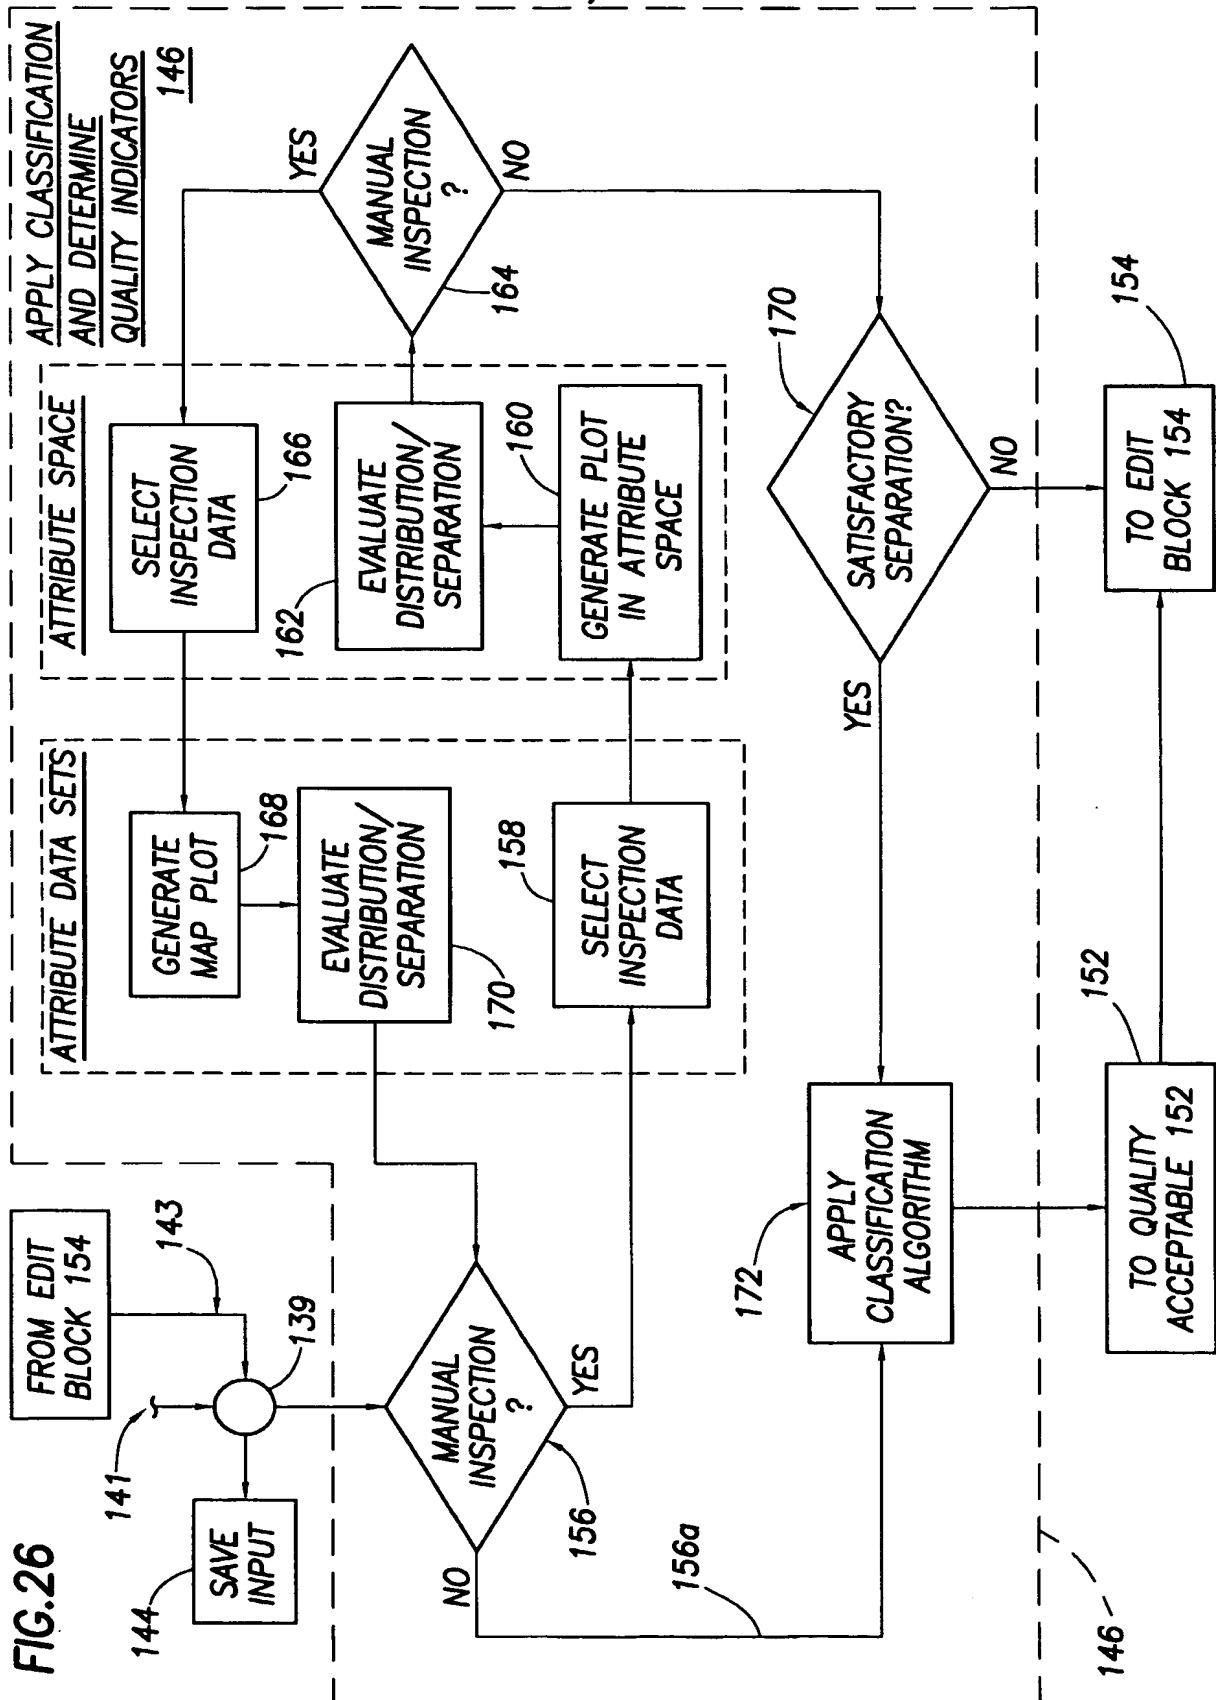 FIG.26
FROM EDIT
BLOCK 154
143
141
139
SAVE
INPUT
144
APPLY CLASSIFICATION
AND DETERMINE
QUALITY INDICATORS
146
ATTRIBUTE DATA SETS
GENERATE
MAP PLOT
168
EVALUATE
DISTRIBUTION/
SEPARATION
170
SELECT
INSPECTION
DATA
158
ATTRIBUTE SPACE
SELECT
INSPECTION
DATA
166
EVALUATE
DISTRIBUTION/
SEPARATION
162
GENERATE PLOT
IN ATTRIBUTE
SPACE
160
MANUAL
INSPECTION
?
164
YES
NO
MANUAL
INSPECTION
?
156
YES
NO
156a
SATISFACTORY
SEPARATION?
170
YES
NO
APPLY
CLASSIFICATION
ALGORITHM
172
TO QUALITY
ACCEPTABLE 152
152
TO EDIT
BLOCK 154
154
146